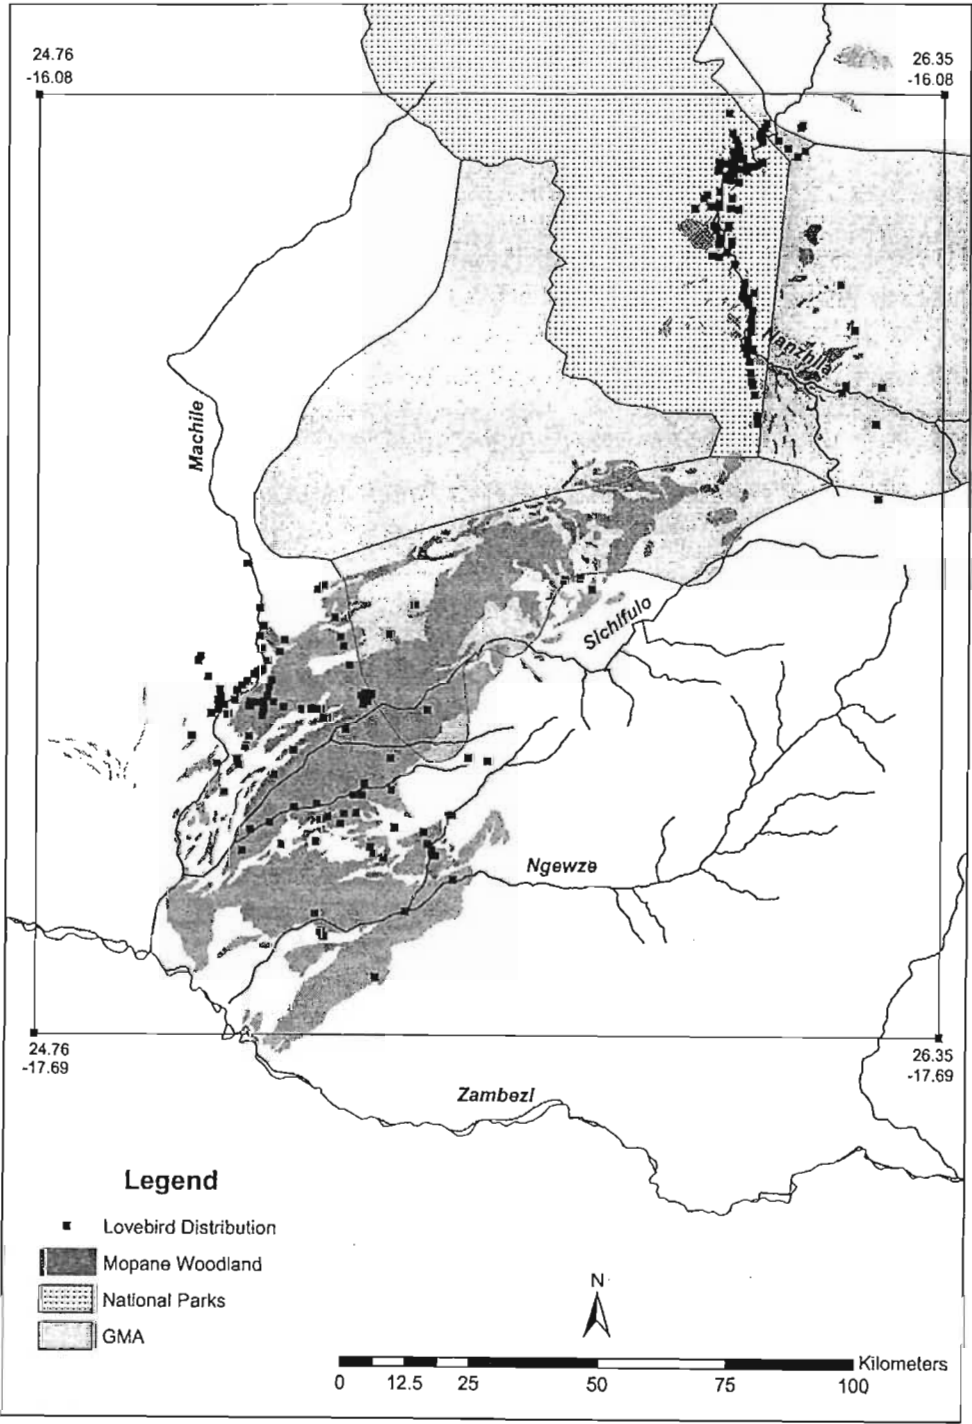 24.76
-16.08
26.35
-16.08
Nanzhila
Machile
Sichifulo
Ngewze
24.76
-17.69
26.35
-17.69
Zambezi
Legend
Lovebird Distribution
Mopane Woodland
National Parks
GMA
N
Kilometers
0 12.5 25 50 75 100